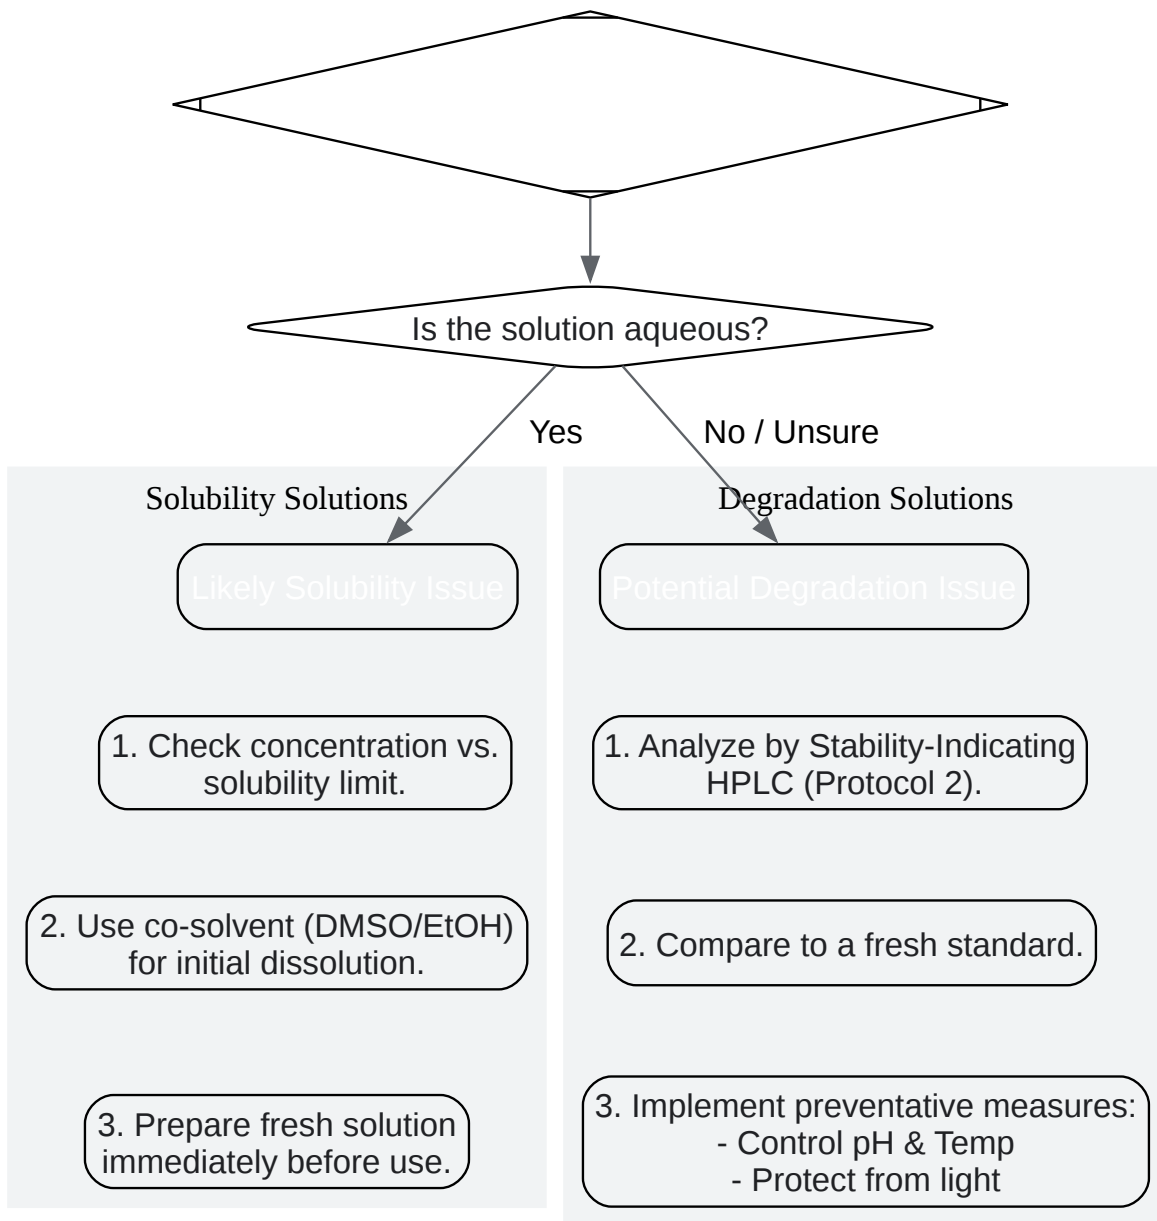 Is the solution aqueous?
Yes
No / Unsure
Solubility Solutions
Likely Solubility Issue
1. Check concentration vs.
solubility limit.
2. Use co-solvent (DMSO/EtOH)
for initial dissolution.
3. Prepare fresh solution
immediately before use.
Degradation Solutions
Potential Degradation Issue
1. Analyze by Stability-Indicating
HPLC (Protocol 2).
2. Compare to a fresh standard.
3. Implement preventative measures:
- Control pH & Temp
- Protect from light